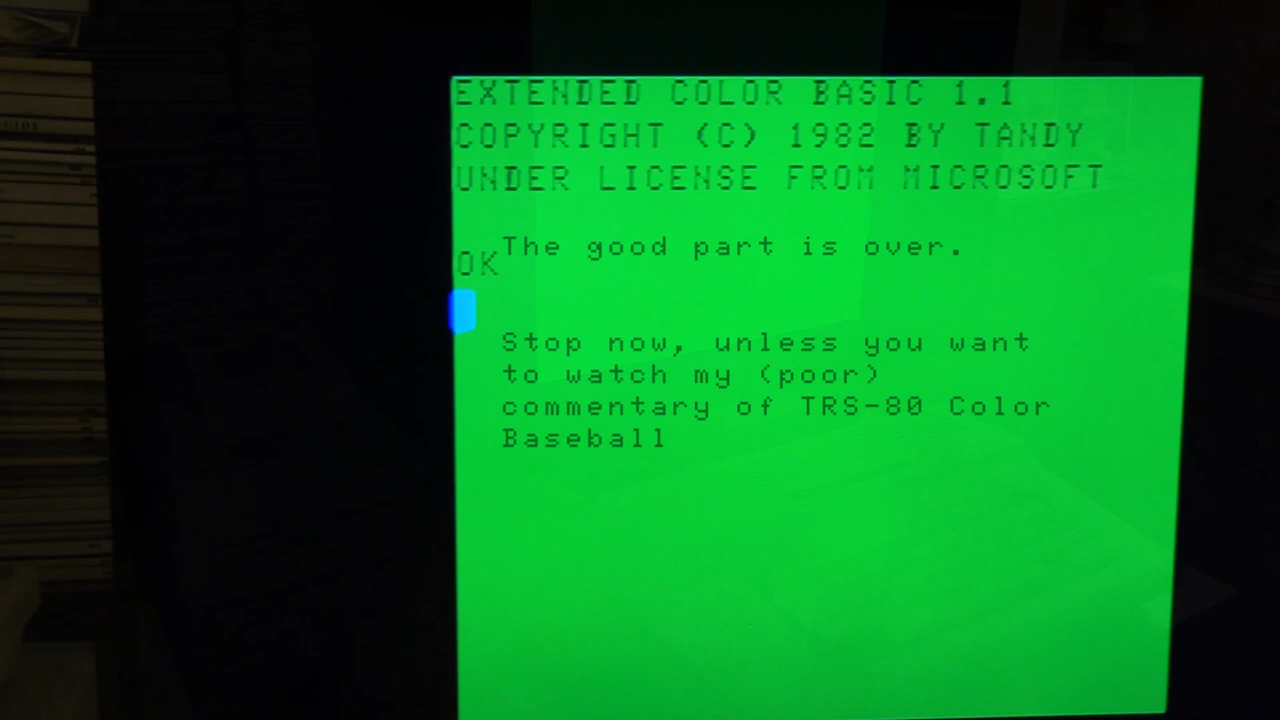 EXTENDED COLOR BASIC 1.1
COPYRIGHT (C) 1982 BY TANDY
UNDER LICENSE FROM MICROSOFT
The good part is over.
OK
Stop now, unless you want
to watch my (poor)
commentary of TRS-80 Color
Baseball